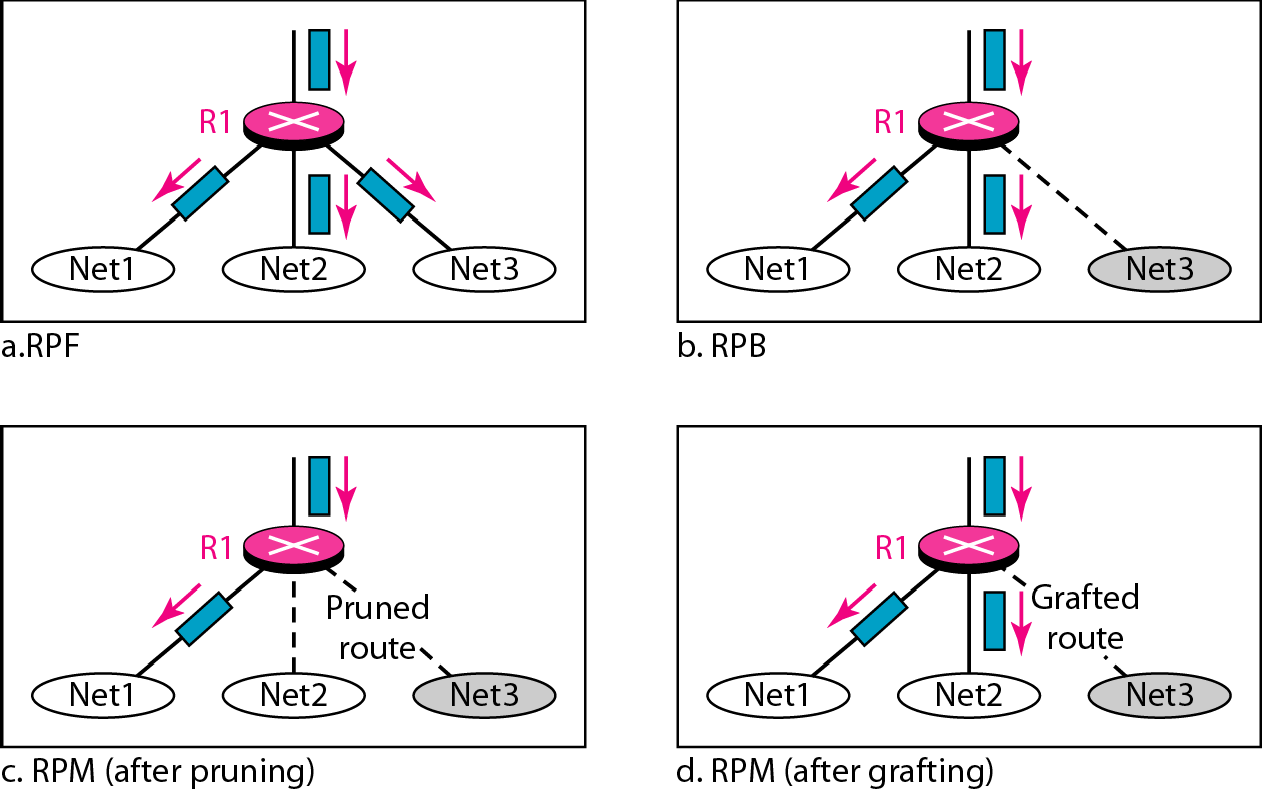 R1
Net1
Net2
Net3
a.RPF
R1
Net1
Net2
Net3
b. RPB
R1
Pruned
route
Net1
Net2
Net3
c. RPM (after pruning)
R1
Grafted
route
Net1
Net2
Net3
d. RPM (after grafting)